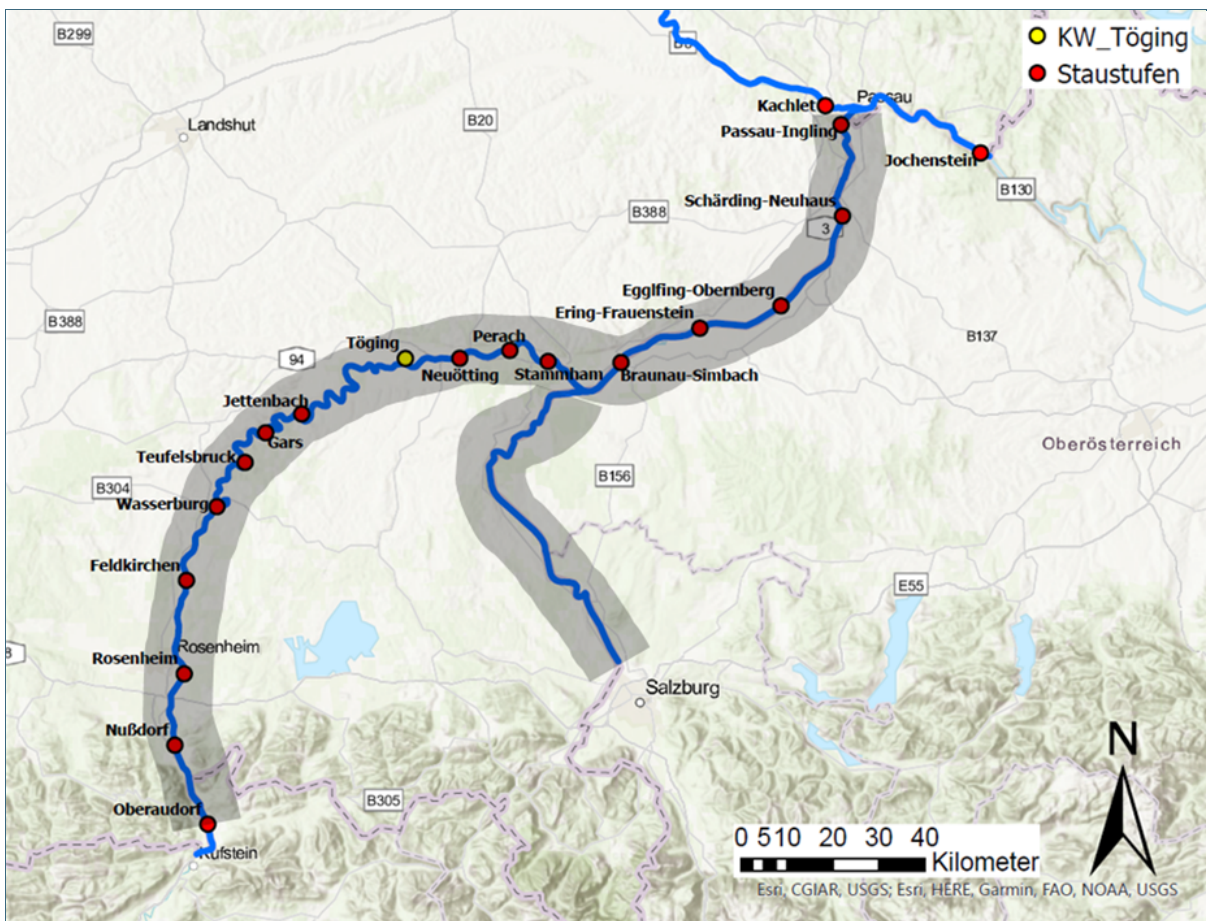 B299
B8
KW_Töging
Staustufen
Landshut
B20
Kachlet
Passau
Passau-Ingling
Jochenstein
B130
Schärding-Neuhaus
B388
3
Egglfing-Obernberg
Ering-Frauenstein
B388
B137
Töging
Perach
94
Neuötting
Stammham
Braunau-Simbach
Jettenbach
Gars
Oberösterreich
Teufelsbruck
B304
B156
Wasserburg
Feldkirchen
E55
Rosenheim
8
Rosenheim
Salzburg
Nußdorf
N
B305
Oberaudorf
0 5 10 20 30 40
Kilometer
Kufstein
Esri, CGIAR, USGS; Esri, HERE, Garmin, FAO, NOAA, USGS